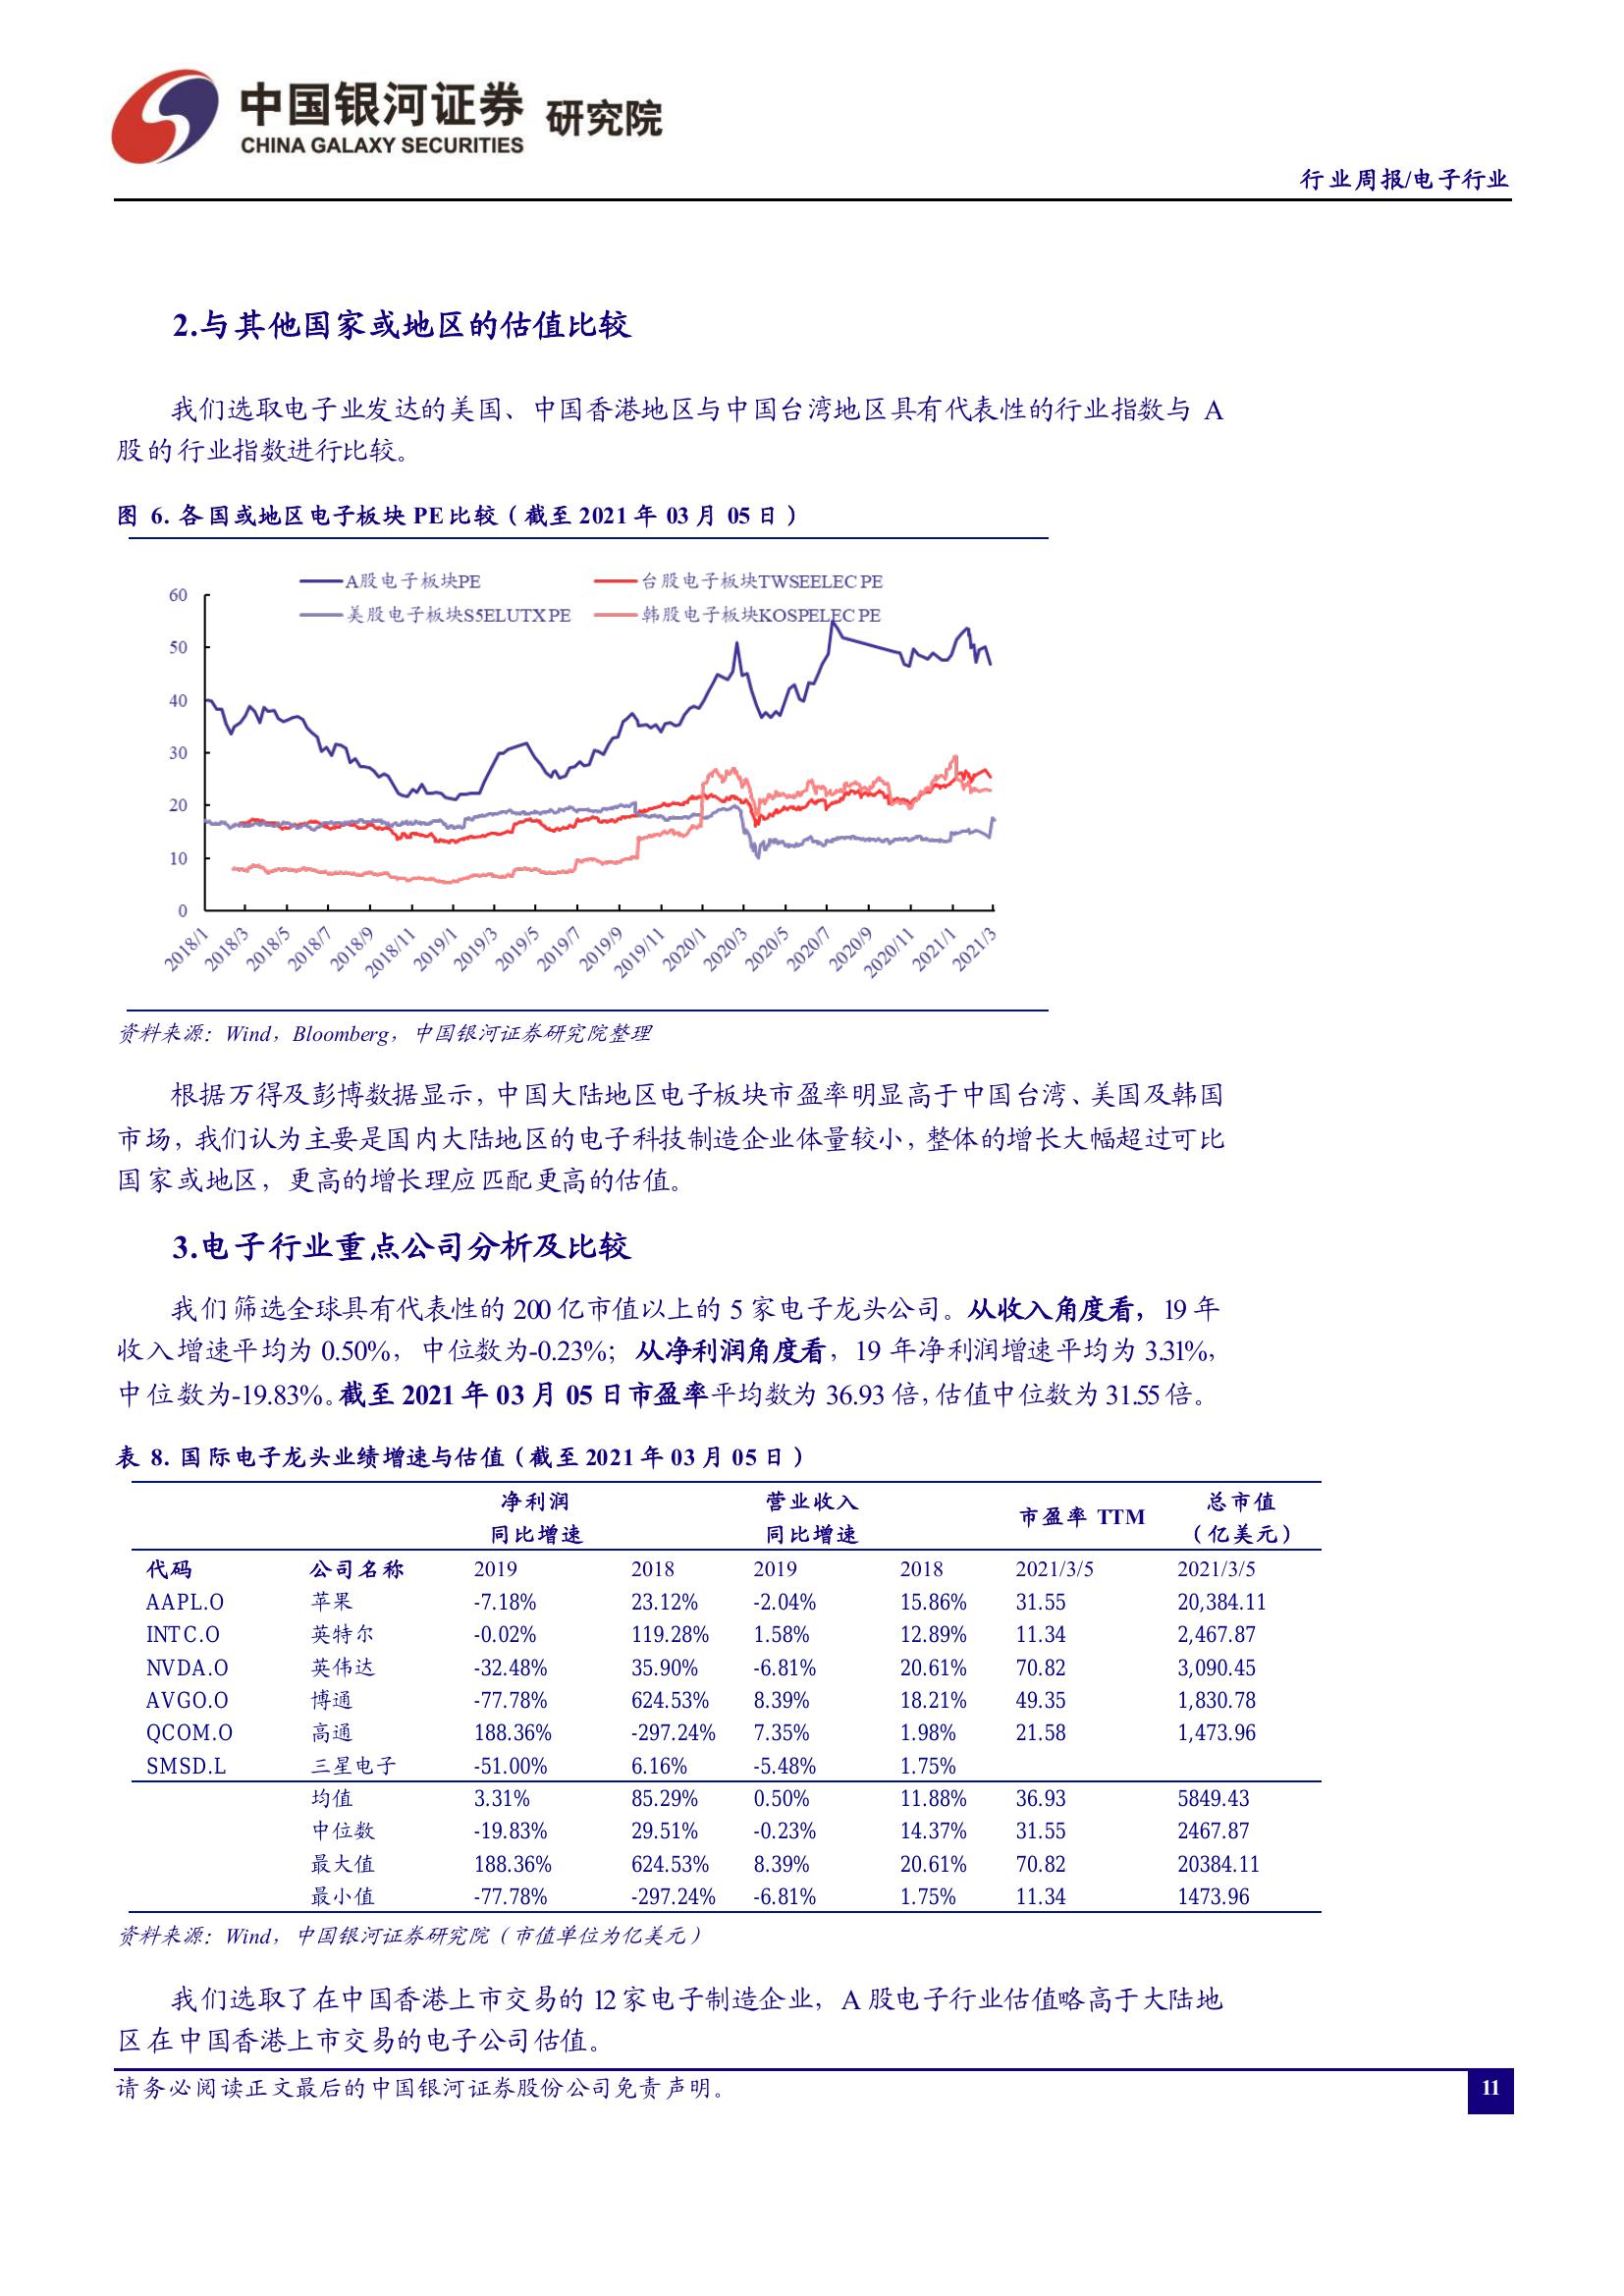 中国银河证券 研究院
CHINA GALAXY SECURITIES
行业周报/电子行业
2.与其他国家或地区的估值比较
我们选取电子业发达的美国、中国香港地区与中国台湾地区具有代表性的行业指数与 A
股的行业指数进行比较。
图 6. 各国或地区电子板块 PE 比较（截至 2021 年 03 月 05 日）
A股电子板块PE 台股电子板块TWSEELEC PE
美股电子板块S5ELUTX PE 韩股电子板块KOSPELEC PE
60
50
40
30
20
10
0
2018/1 2018/3 2018/5 2018/7 2018/9 2018/11 2019/1 2019/3 2019/5 2019/7 2019/9 2019/11 2020/1 2020/3 2020/5 2020/7 2020/9 2020/11 2021/1 2021/3
资料来源：Wind，Bloomberg，中国银河证券研究院整理
根据万得及彭博数据显示，中国大陆地区电子板块市盈率明显高于中国台湾、美国及韩国
市场，我们认为主要是国内大陆地区的电子科技制造企业体量较小，整体的增长大幅超过可比
国家或地区，更高的增长理应匹配更高的估值。
3.电子行业重点公司分析及比较
我们筛选全球具有代表性的 200 亿市值以上的 5 家电子龙头公司。从收入角度看，19 年
收入增速平均为 0.50%，中位数为-0.23%；从净利润角度看，19 年净利润增速平均为 3.31%，
中位数为-19.83%。截至 2021 年 03 月 05 日市盈率平均数为 36.93 倍，估值中位数为 31.55 倍。
表 8. 国际电子龙头业绩增速与估值（截至 2021 年 03 月 05 日）
净利润 营业收入 市盈率 TTM 总市值
同比增速 同比增速 （亿美元）
代码 公司名称 2019 2018 2019 2018 2021/3/5 2021/3/5
AAPL.O 苹果 -7.18% 23.12% -2.04% 15.86% 31.55 20,384.11
INTC.O 英特尔 -0.02% 119.28% 1.58% 12.89% 11.34 2,467.87
NVDA.O 英伟达 -32.48% 35.90% -6.81% 20.61% 70.82 3,090.45
AVGO.O 博通 -77.78% 624.53% 8.39% 18.21% 49.35 1,830.78
QCOM.O 高通 188.36% -297.24% 7.35% 1.98% 21.58 1,473.96
SMSD.L 三星电子 -51.00% 6.16% -5.48% 1.75%
均值 3.31% 85.29% 0.50% 11.88% 36.93 5849.43
中位数 -19.83% 29.51% -0.23% 14.37% 31.55 2467.87
最大值 188.36% 624.53% 8.39% 20.61% 70.82 20384.11
最小值 -77.78% -297.24% -6.81% 1.75% 11.34 1473.96
资料来源：Wind，中国银河证券研究院（市值单位为亿美元）
我们选取了在中国香港上市交易的 12 家电子制造企业，A 股电子行业估值略高于大陆地
区在中国香港上市交易的电子公司估值。
请务必阅读正文最后的中国银河证券股份公司免责声明。
11